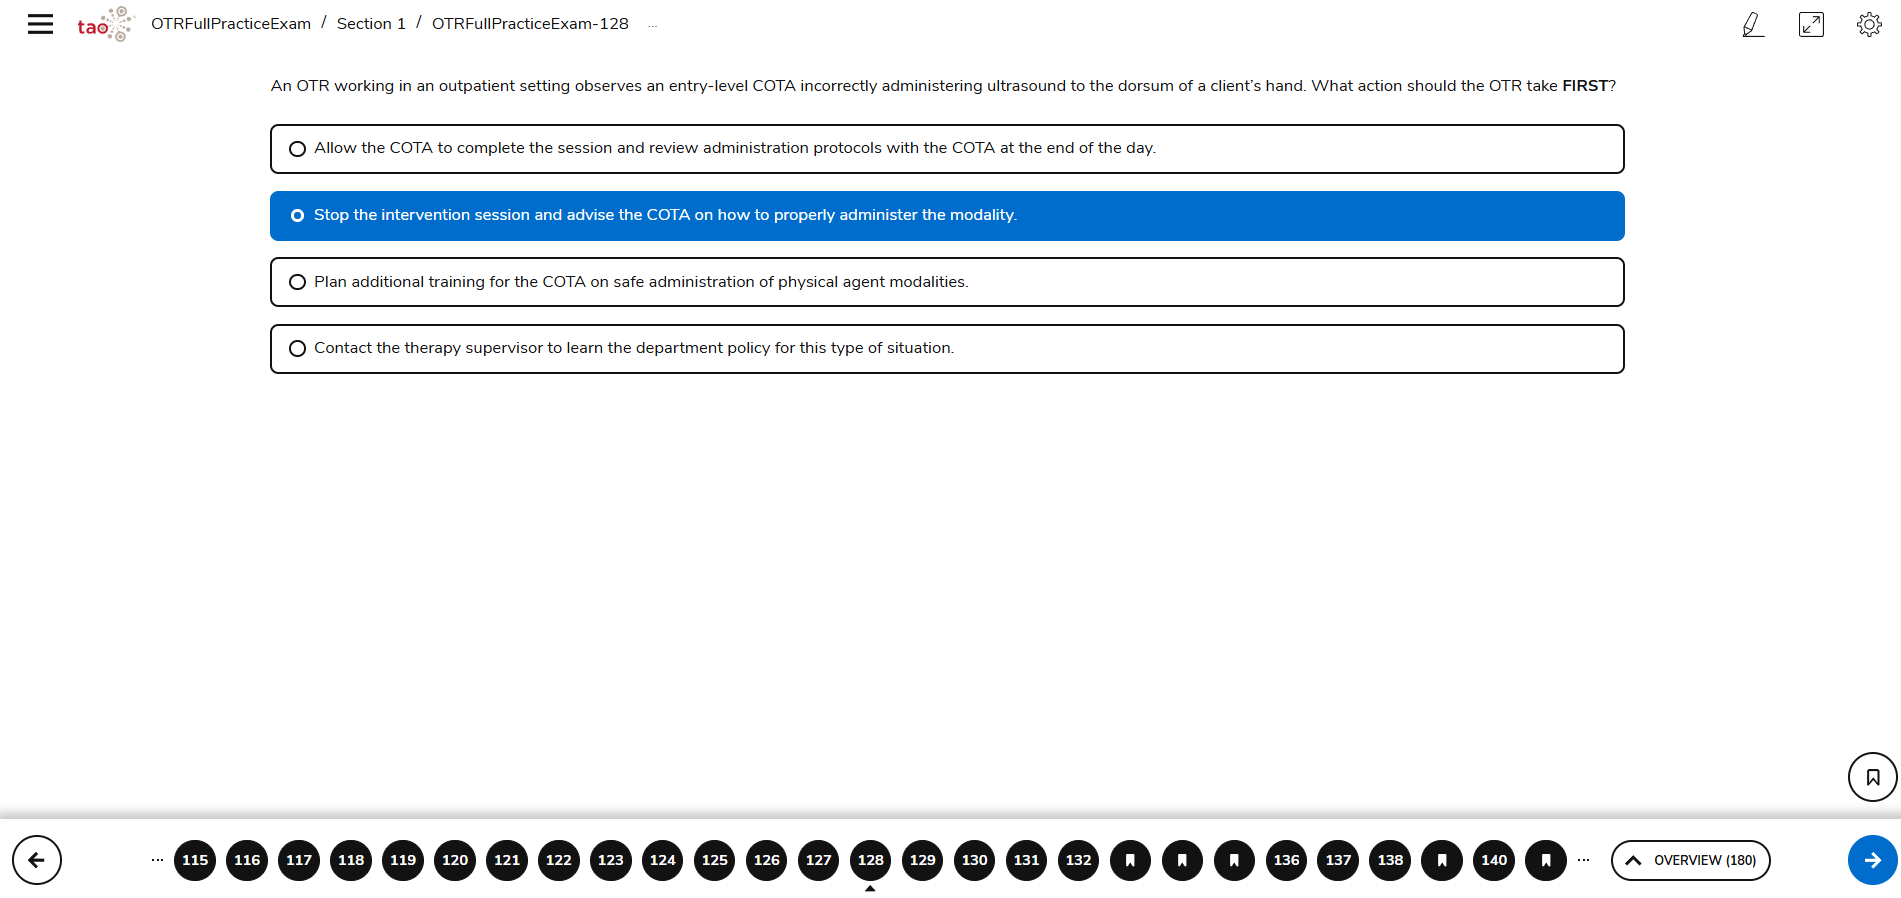 tao OTRFullPracticeExam / Section 1 / OTRFullPracticeExam-128 ...
An OTR working in an outpatient setting observes an entry-level COTA incorrectly administering ultrasound to the dorsum of a client's hand. What action should the OTR take FIRST?
Allow the COTA to complete the session and review administration protocols with the COTA at the end of the day.
Stop the intervention session and advise the COTA on how to properly administer the modality.
Plan additional training for the COTA on safe administration of physical agent modalities.
Contact the therapy supervisor to learn the department policy for this type of situation.
... 115 116 117 118 119 120 121 122 123 124 125 126 127 128 129 130 131 132 136 137 138 140 ... OVERVIEW (180)